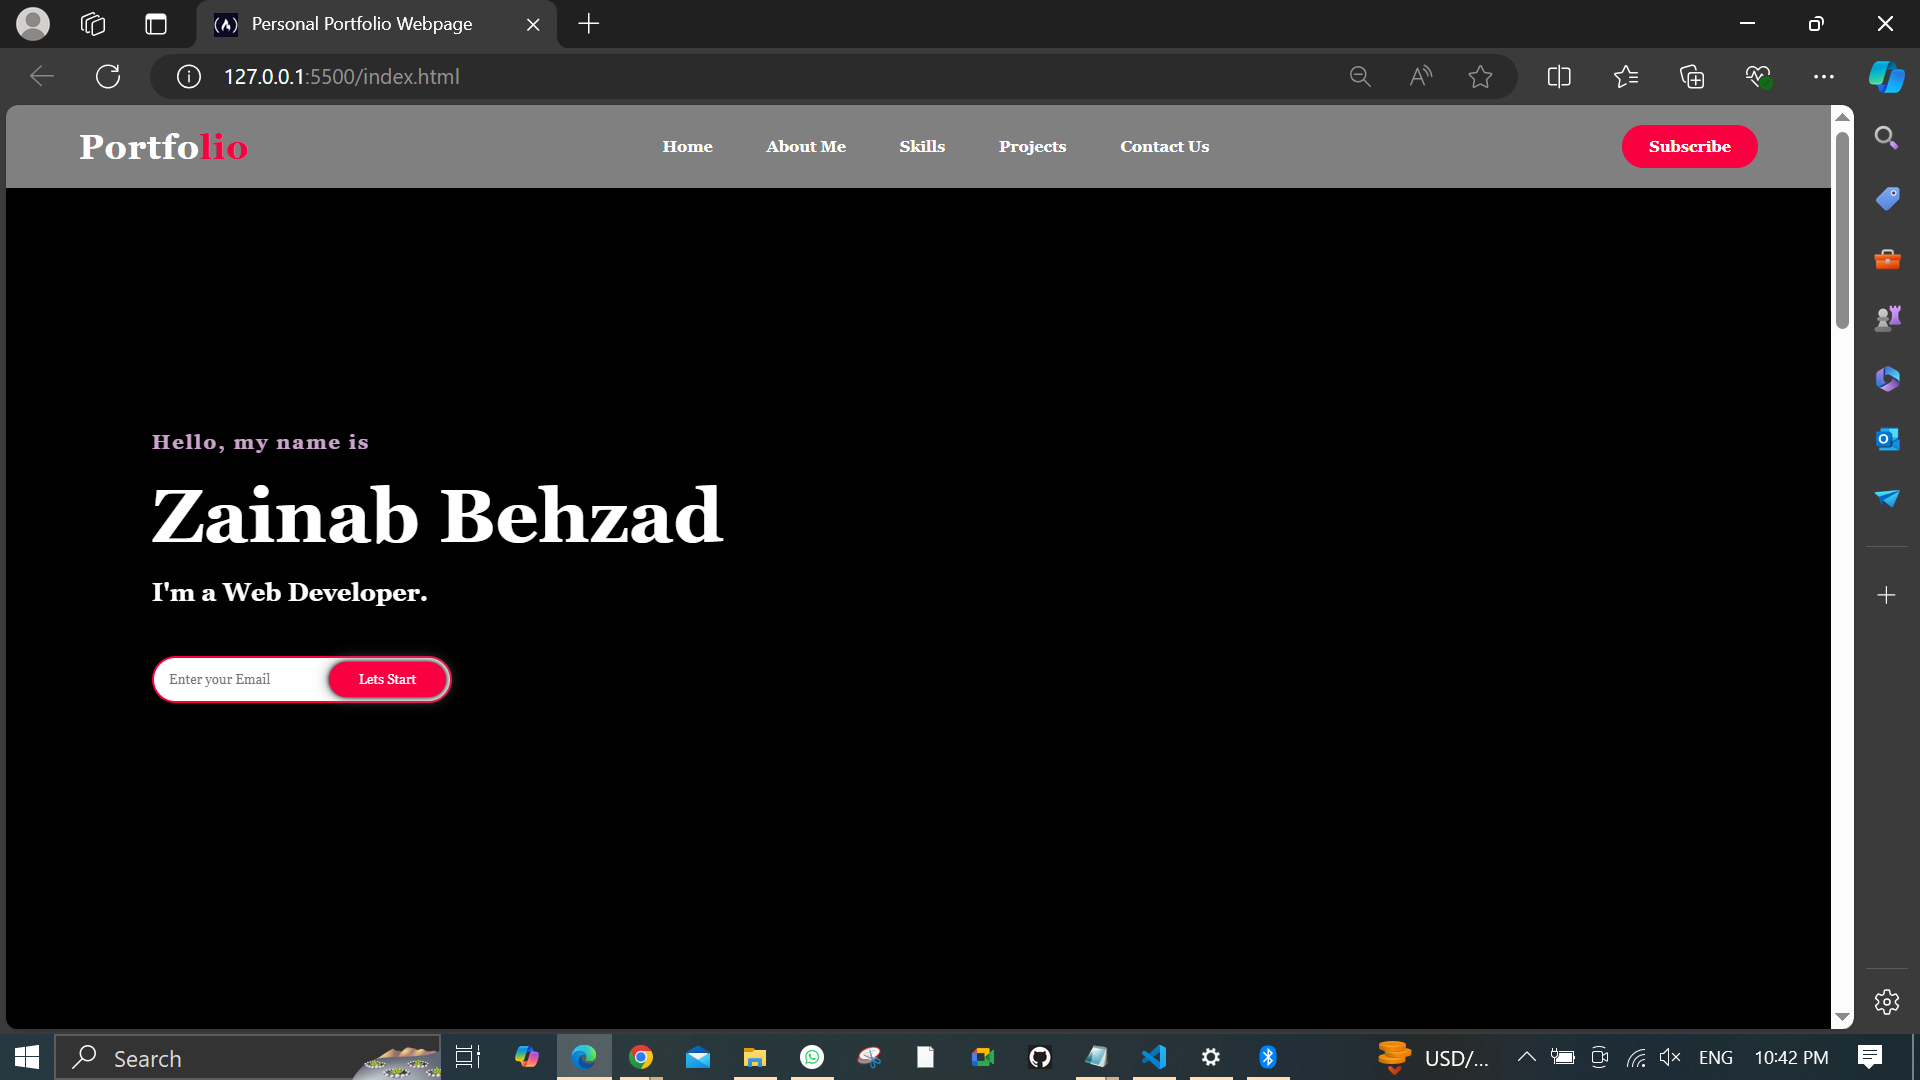 Personal Portfolio Webpage
127.0.0.1:5500/index.html
Portfolio
Home
About Me
Skills
Projects
Contact Us
Subscribe
Hello, my name is
Zainab Behzad
I'm a Web Developer.
Enter your Email
Lets Start
Search
USD/...
ENG
10:42 PM